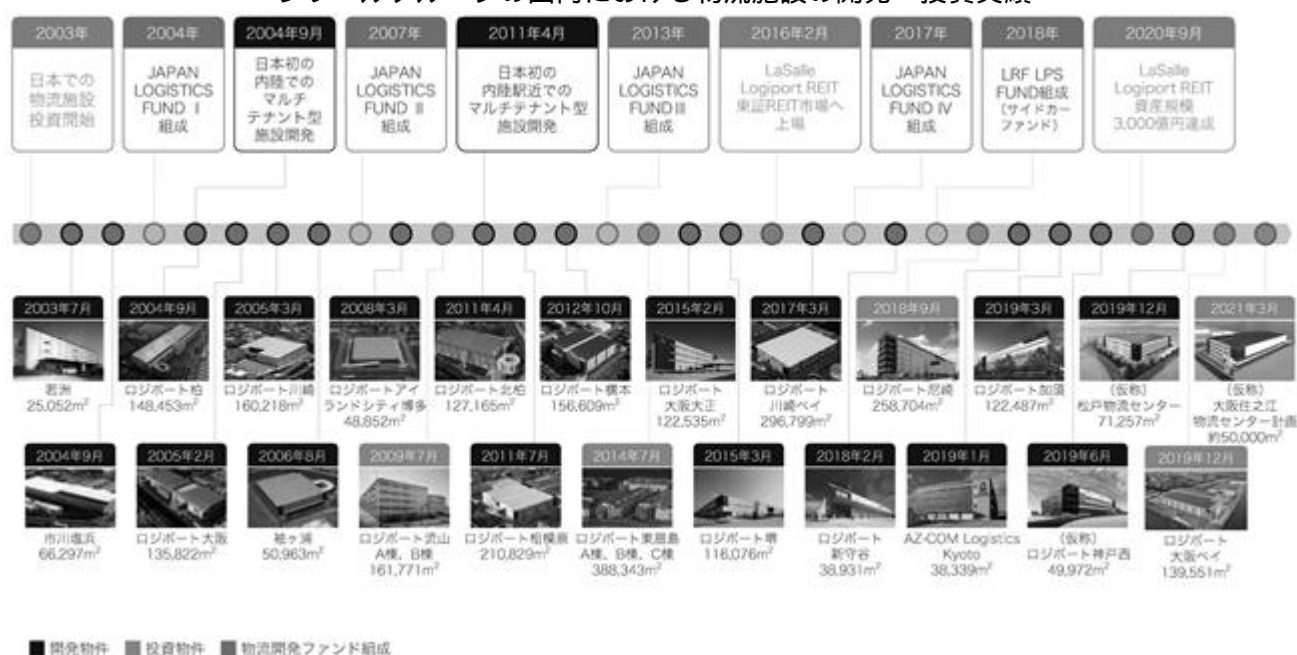 2003年
日本での
物流施設
投資開始
2004年
JAPAN
LOGISTICS
FUND I
組成
2004年9月
日本初の
内陸での
マルチ
テナント型
施設開発
2007年
JAPAN
LOGISTICS
FUND II
組成
2011年4月
日本初の
内陸駅近での
マルチテナント型
施設開発
2013年
JAPAN
LOGISTICS
FUND III
組成
2016年2月
LaSalle
Logiport REIT
東証REIT市場へ
上場
2017年
JAPAN
LOGISTICS
FUND IV
組成
2018年
LRF LPS
FUND組成
(サイドカー
ファンド)
2020年9月
LaSalle
Logiport REIT
資産規模
3,000億円達成
2003年7月
若洲
25,052m²
2004年9月
ロジポート柏
148,453m²
2005年3月
ロジポート川崎
160,218m²
2008年3月
ロジポートアイ
ランドシティ博多
48,852m²
2011年4月
ロジポート北柏
127,165m²
2012年10月
ロジポート橋本
156,609m²
2015年2月
ロジポート
大阪大正
122,535m²
2017年3月
ロジポート
川崎ベイ
296,799m²
2018年9月
ロジポート尼崎
258,704m²
2019年3月
ロジポート加須
122,487m²
2019年12月
(仮称)
松戸物流センター
71,257m²
2021年3月
(仮称)
大阪住之江
物流センター計画
約50,000m²
2004年9月
市川塩浜
66,297m²
2005年2月
ロジポート大阪
135,822m²
2006年8月
袖ヶ浦
50,963m²
2009年7月
ロジポート流山
A棟、B棟
161,771m²
2011年7月
ロジポート相模原
210,829m²
2014年7月
ロジポート東扇島
A棟、B棟、C棟
388,343m²
2015年3月
ロジポート堺
116,076m²
2018年2月
ロジポート
新守谷
38,931m²
2019年1月
AZ-COM Logistics
Kyoto
38,339m²
2019年6月
(仮称)
ロジポート神戸西
49,972m²
2019年12月
ロジポート
大阪ベイ
139,551m²
開発物件 投資物件 物流開発ファンド組成